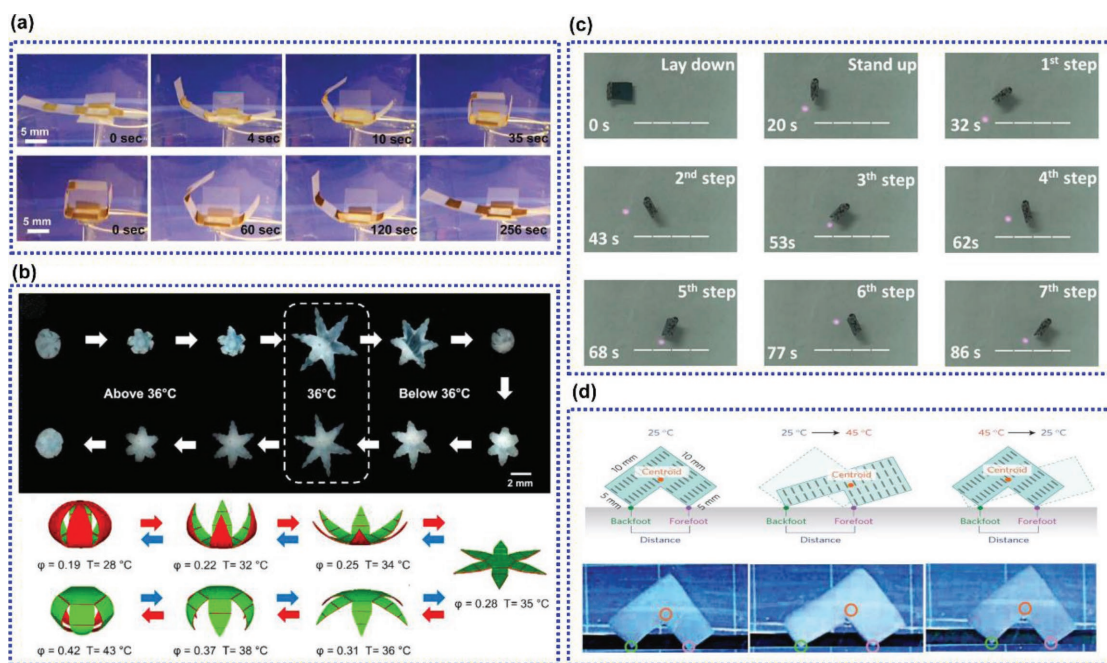 (a)
5 mm
0 sec
4 sec
10 sec
35 sec
5 mm
0 sec
60 sec
120 sec
256 sec
(b)
Above 36°C
36°C
Below 36°C
2 mm
φ = 0.19 T= 28 °C
φ = 0.22 T= 32 °C
φ = 0.25 T= 34 °C
φ = 0.28 T= 35 °C
φ = 0.42 T= 43 °C
φ = 0.37 T= 38 °C
φ = 0.31 T= 36 °C
(c)
Lay down
0 s
Stand up
20 s
1st step
32 s
2nd step
43 s
3th step
53s
4th step
62s
5th step
68 s
6th step
77 s
7th step
86 s
(d)
25 °C
10 mm
10 mm
Centroid
5 mm
5 mm
Backfoot
Forefoot
Distance
25 °C
45 °C
Centroid
Backfoot
Forefoot
Distance
45 °C
25 °C
Centroid
Backfoot
Forefoot
Distance